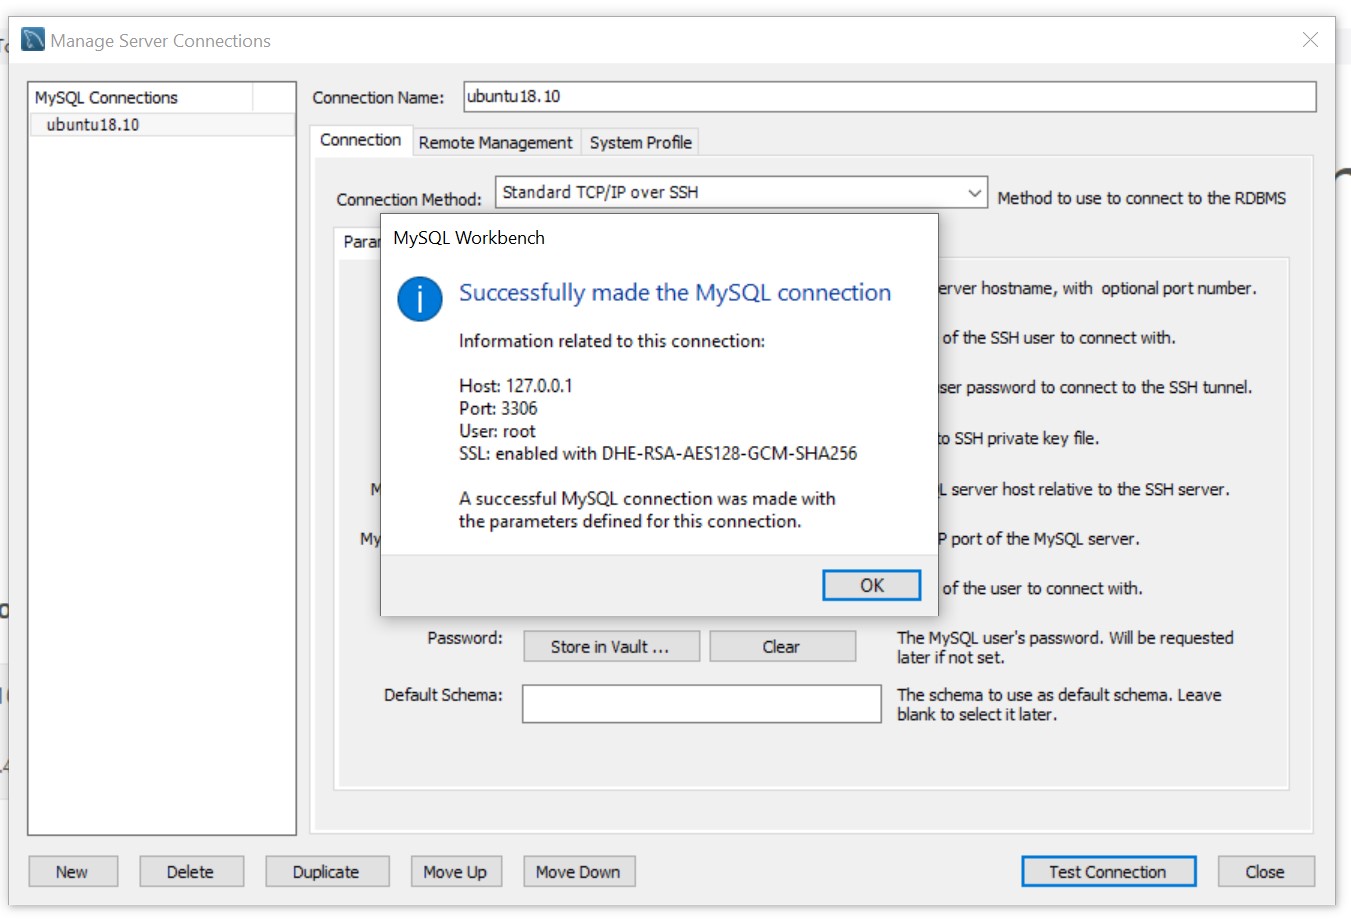 Manage Server Connections
MySQL Connections
ubuntu18.10
Connection Name:
ubuntu18.10
Connection
Remote Management
System Profile
Connection Method:
Standard TCP/IP over SSH
Method to use to connect to the RDBMS
MySQL Workbench
Successfully made the MySQL connection
Information related to this connection:
Host: 127.0.0.1
Port: 3306
User: root
SSL: enabled with DHE-RSA-AES128-GCM-SHA256
A successful MySQL connection was made with
the parameters defined for this connection.
OK
hostname, with optional port number.
of the SSH user to connect with.
password to connect to the SSH tunnel.
to SSH private key file.
server host relative to the SSH server.
port of the MySQL server.
of the user to connect with.
Password:
Store in Vault ...
Clear
The MySQL user's password. Will be requested
later if not set.
Default Schema:
The schema to use as default schema. Leave
blank to select it later.
New
Delete
Duplicate
Move Up
Move Down
Test Connection
Close